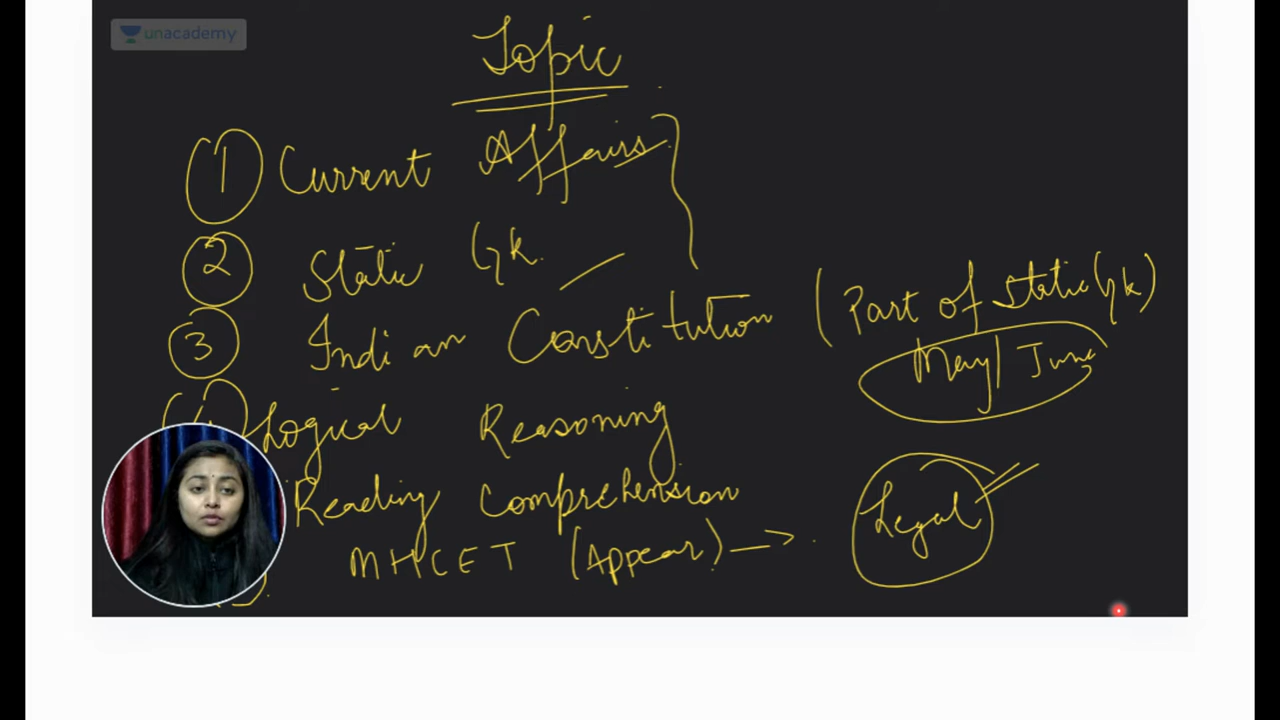 unacademy
Topic
1 Current Affairs
2 Static Gk.
3 Indian Constitution (Part of Static Gk)
May/June
4 Logical Reasoning
Reading Comprehension
MHCET (Appear) → Legal